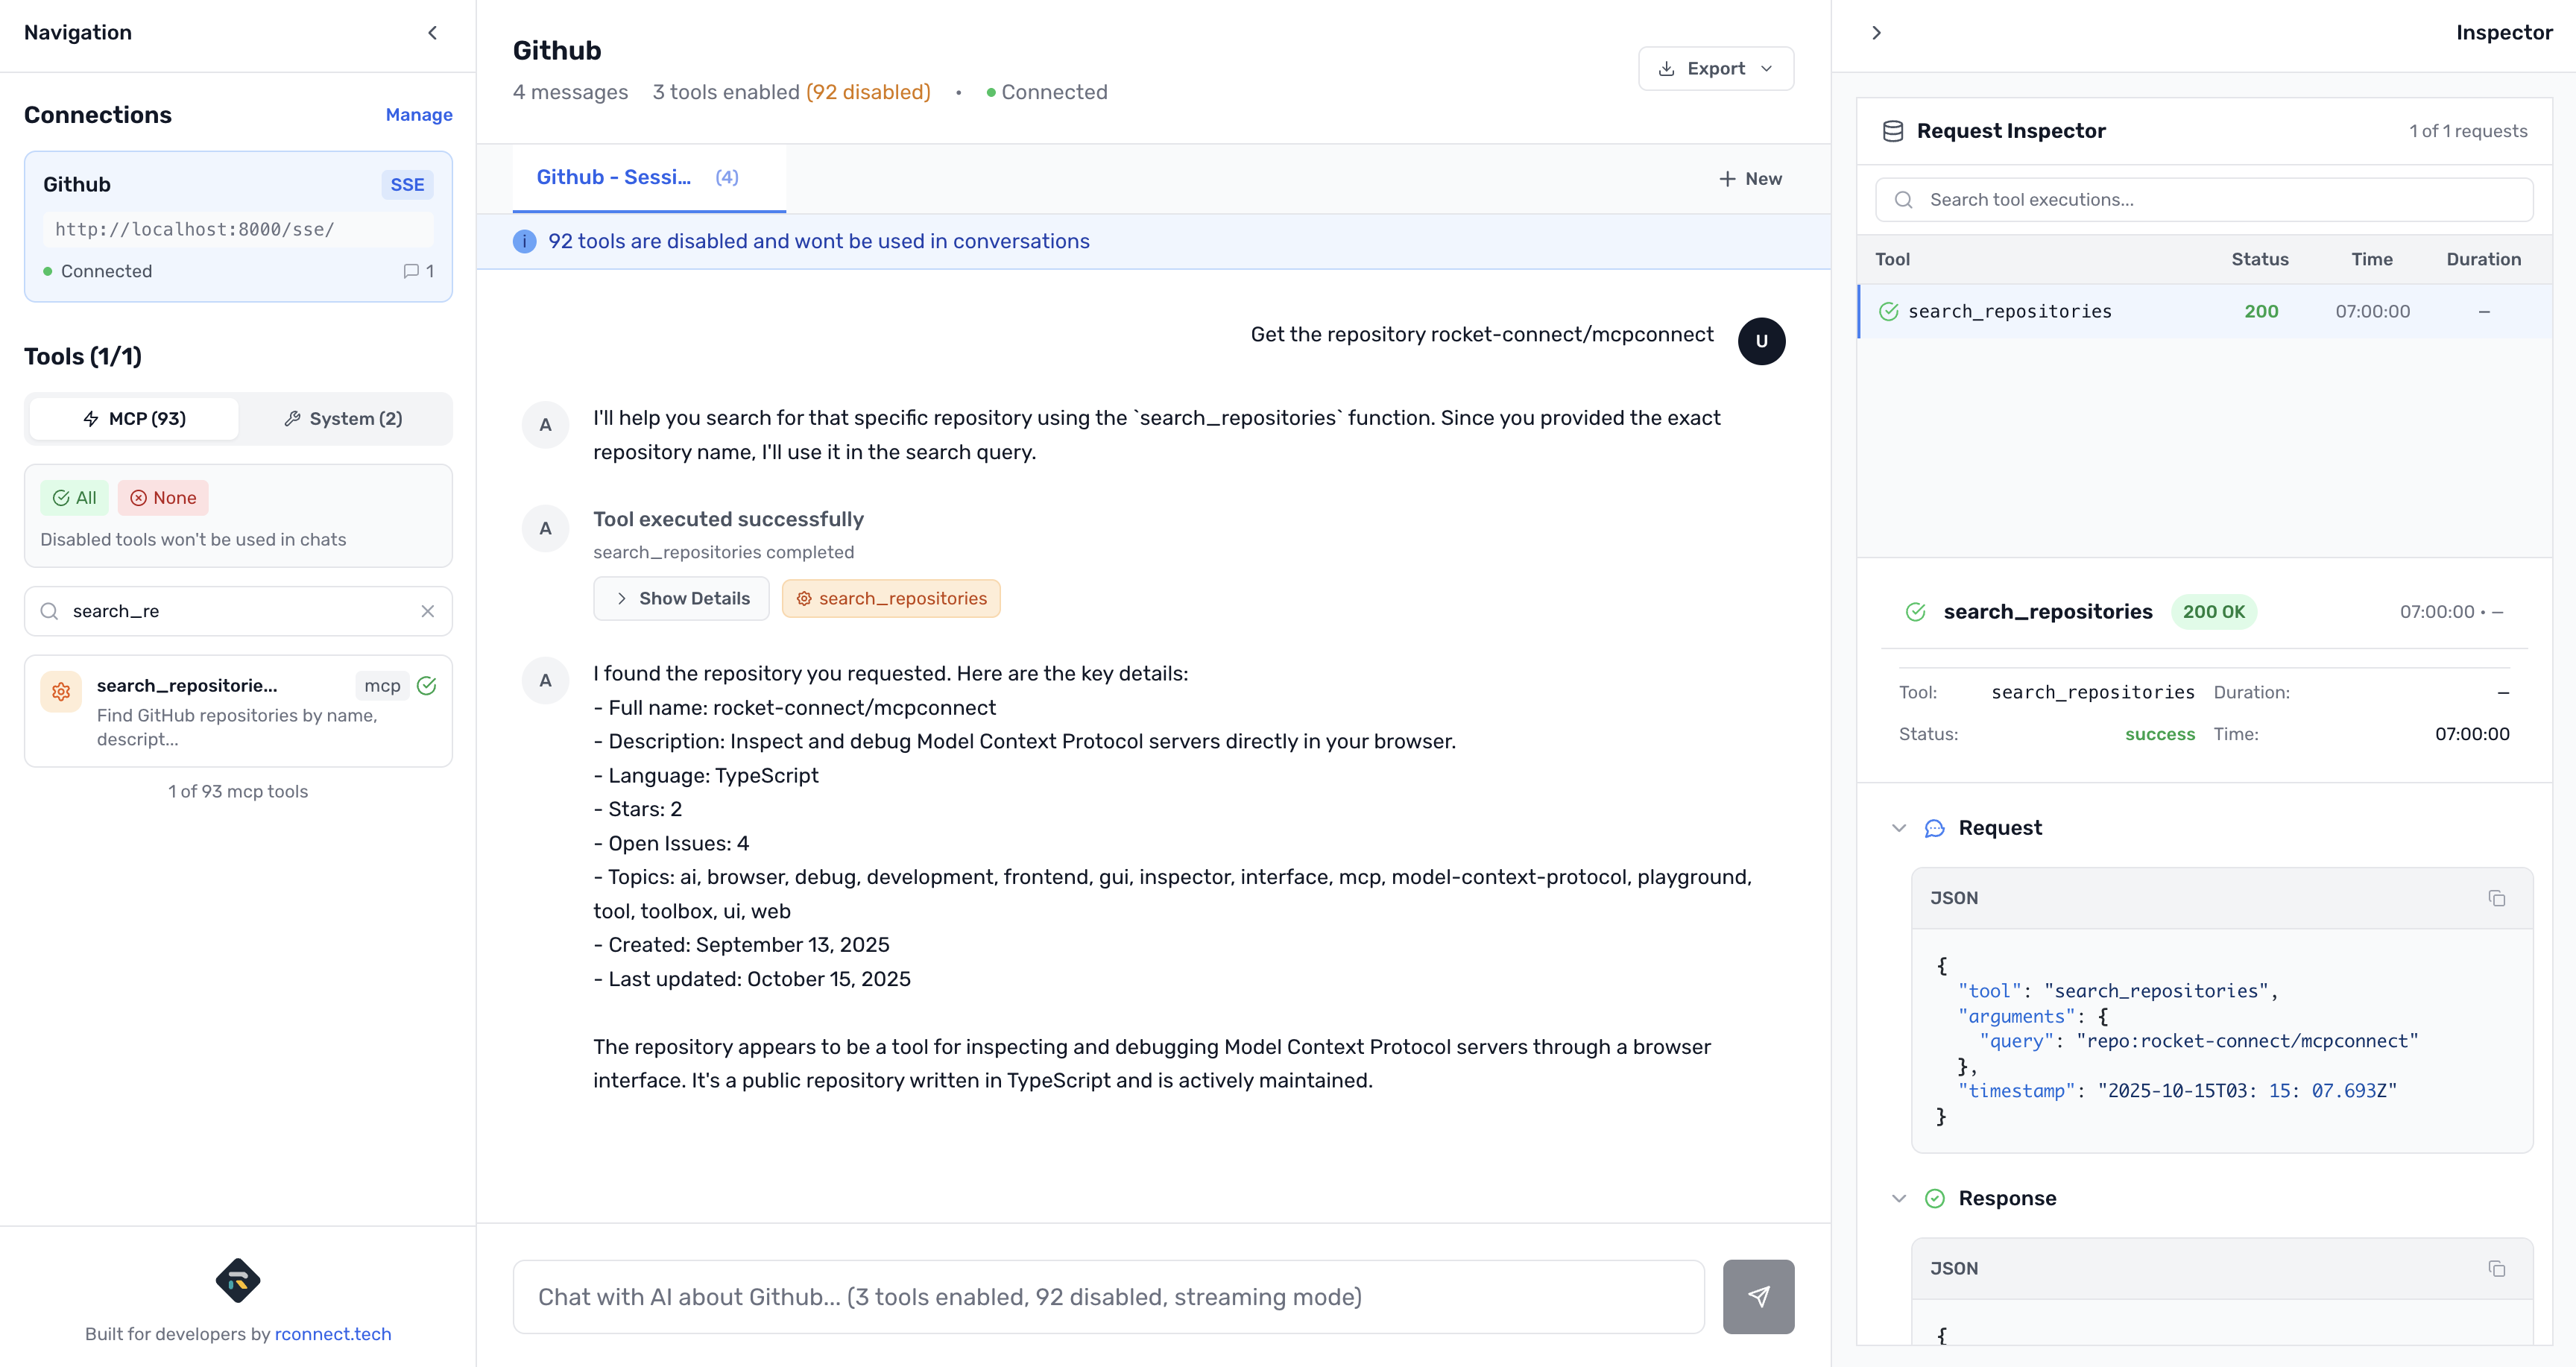 Navigation
Connections
Manage
Github
SSE
http://localhost:8000/sse/
Connected
1
Tools (1/1)
MCP (93)
System (2)
All
None
Disabled tools won't be used in chats
search_re
search_repositorie...
mcp
Find GitHub repositories by name,
descript...
1 of 93 mcp tools
Built for developers by rconnect.tech
Github
4 messages 3 tools enabled (92 disabled) • Connected
Export
Github - Sessi... (4)
New
92 tools are disabled and wont be used in conversations
Get the repository rocket-connect/mcpconnect
U
A
I'll help you search for that specific repository using the `search_repositories` function. Since you provided the exact
repository name, I'll use it in the search query.
A
Tool executed successfully
search_repositories completed
Show Details
search_repositories
A
I found the repository you requested. Here are the key details:
- Full name: rocket-connect/mcpconnect
- Description: Inspect and debug Model Context Protocol servers directly in your browser.
- Language: TypeScript
- Stars: 2
- Open Issues: 4
- Topics: ai, browser, debug, development, frontend, gui, inspector, interface, mcp, model-context-protocol, playground,
tool, toolbox, ui, web
- Created: September 13, 2025
- Last updated: October 15, 2025
The repository appears to be a tool for inspecting and debugging Model Context Protocol servers through a browser
interface. It's a public repository written in TypeScript and is actively maintained.
Chat with AI about Github... (3 tools enabled, 92 disabled, streaming mode)
Inspector
Request Inspector
1 of 1 requests
Search tool executions...
Tool Status Time Duration
search_repositories 200 07:00:00 —
search_repositories 200 OK 07:00:00 • —
Tool: search_repositories Duration: —
Status: success Time: 07:00:00
Request
JSON
{
"tool": "search_repositories",
"arguments": {
"query": "repo:rocket-connect/mcpconnect"
},
"timestamp": "2025-10-15T03: 15: 07.693Z"
}
Response
JSON
{